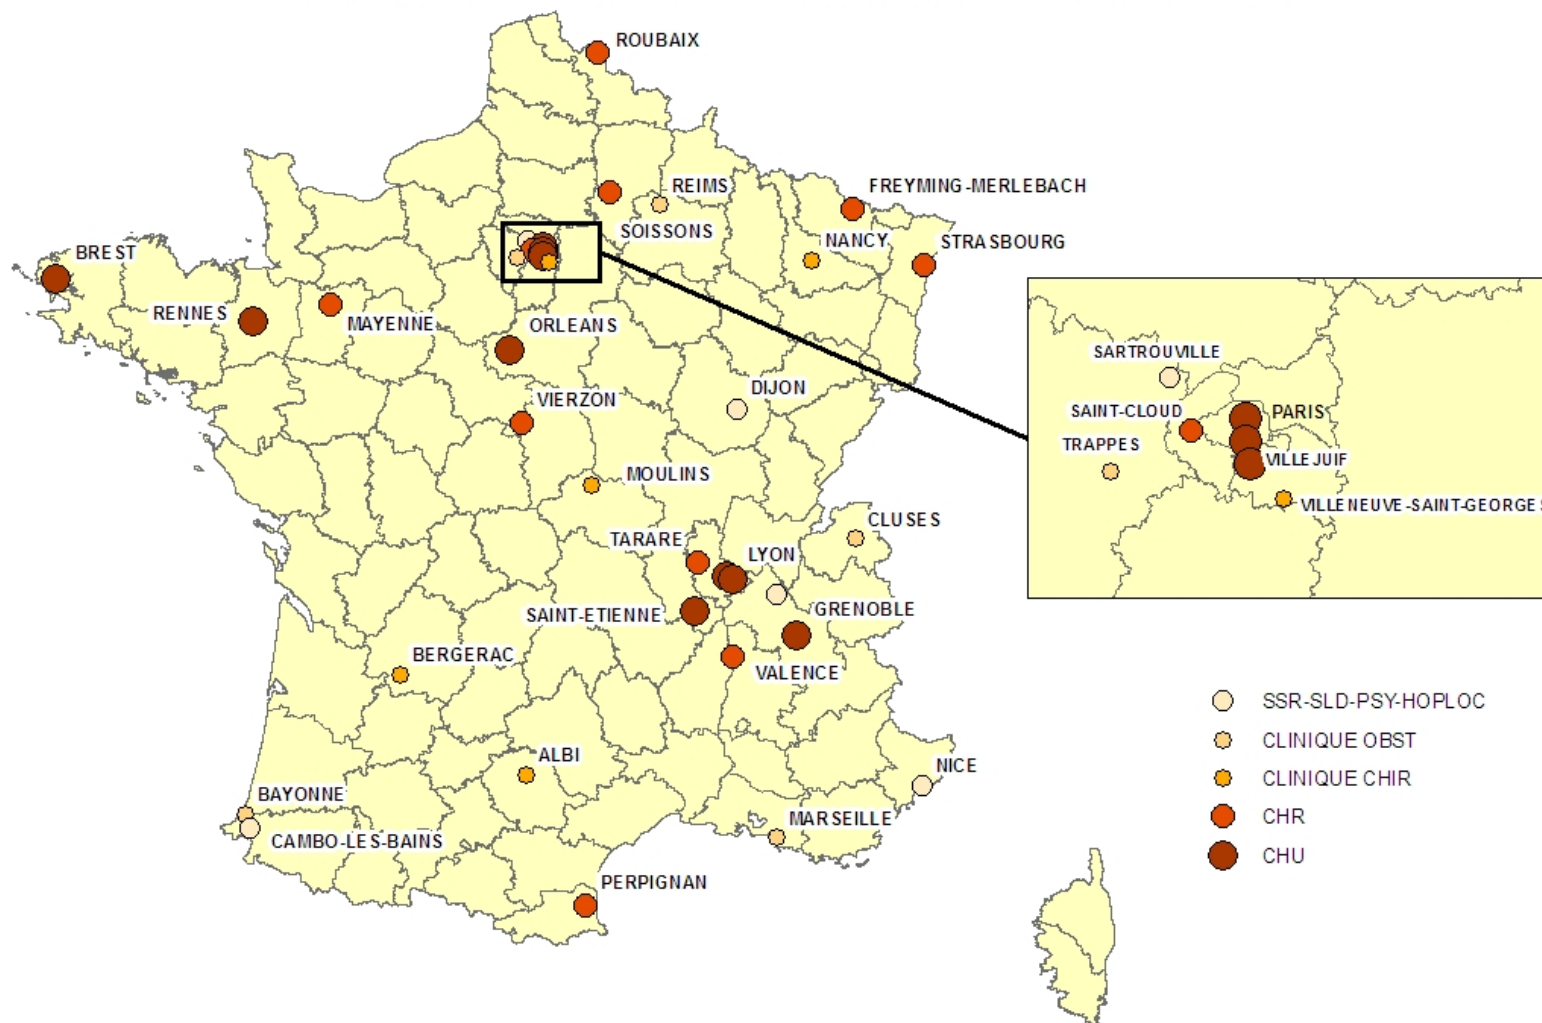 ROUBAIX
REIMS
FREYMING-MERLEBACH
SOISSONS
NANCY
STRASBOURG
BREST
RENNES
MAYENNE
ORLEANS
VIERZON
DIJON
MOULINS
CLUSES
TARARE
LYON
SAINT-ETIENNE
GRENOBLE
BERGERAC
VALENCE
ALBI
NICE
BAYONNE
MARSEILLE
CAMBO-LES-BAINS
PERPIGNAN
SARTROUVILLE
SAINT-CLOUD
PARIS
TRAPPES
VILLEJUIF
VILLENEUVE-SAINT-GEORGES
SSR-SLD-PSY-HOPLOC
CLINIQUE OBST
CLINIQUE CHIR
CHR
CHU